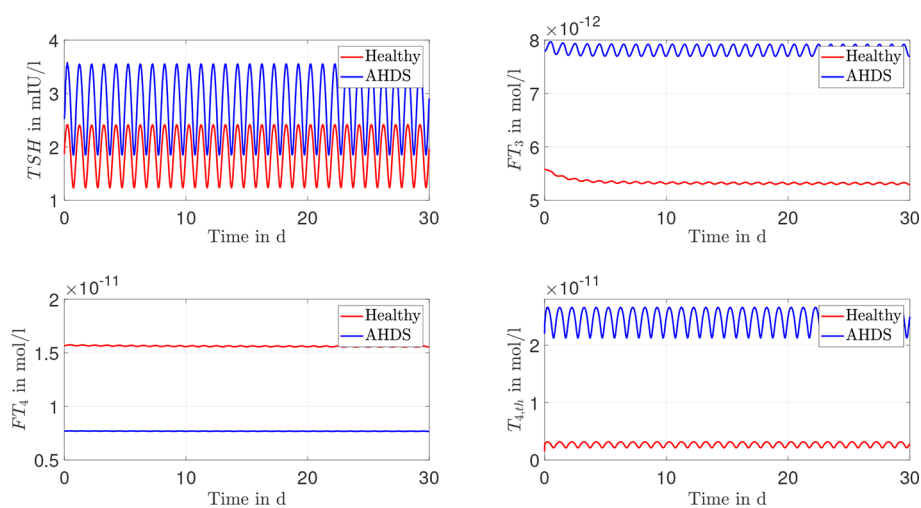 4
3
2
1
TSH in mIU/l
Healthy
AHDS
0 10 20 30
Time in d
×10-12
8
7
6
5
FT3 in mol/l
Healthy
AHDS
0 10 20 30
Time in d
×10-11
2
1.5
1
0.5
FT4 in mol/l
Healthy
AHDS
0 10 20 30
Time in d
×10-11
2
1
0
T4,th in mol/l
Healthy
AHDS
0 10 20 30
Time in d